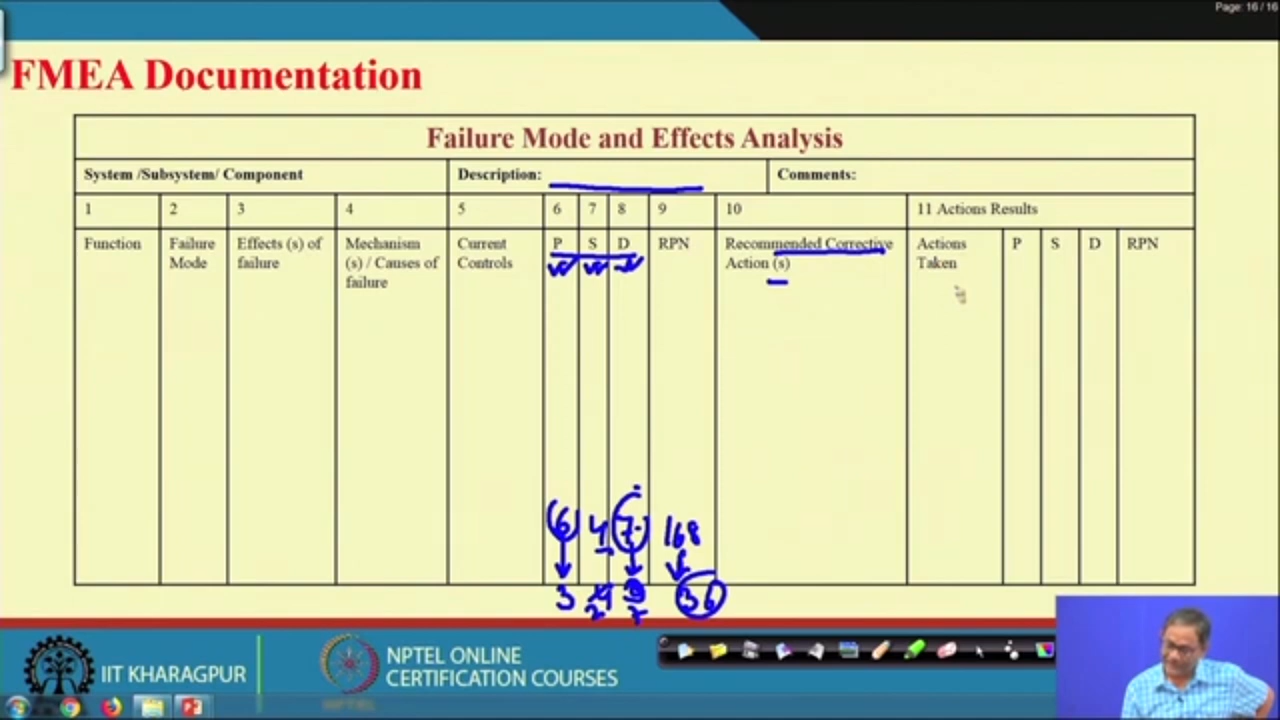 Page: 16 / 16
FMEA Documentation
Failure Mode and Effects Analysis
System /Subsystem/ Component Description: Comments:
1 2 3 4 5 6 7 8 9 10 11 Actions Results
Function Failure Effects (s) of Mechanism Current P S D RPN Recommended Corrective Actions P S D RPN
Mode failure (s) / Causes of Controls Action (s) Taken
failure
6 4 7 168
3 36
2
IIT KHARAGPUR
NPTEL ONLINE
CERTIFICATION COURSES
NPTEL